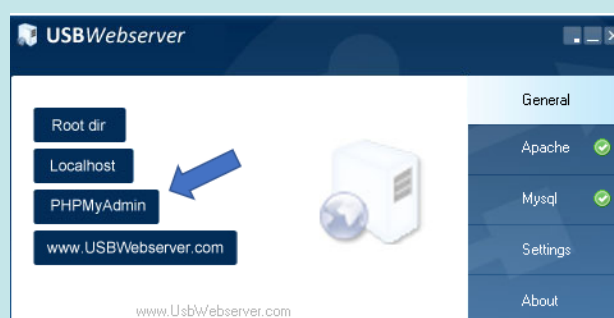 USBWebserver
Root dir
Localhost
PHPMyAdmin
www.USBWebserver.com
www.UsbWebserver.com
General
Apache
Mysql
Settings
About